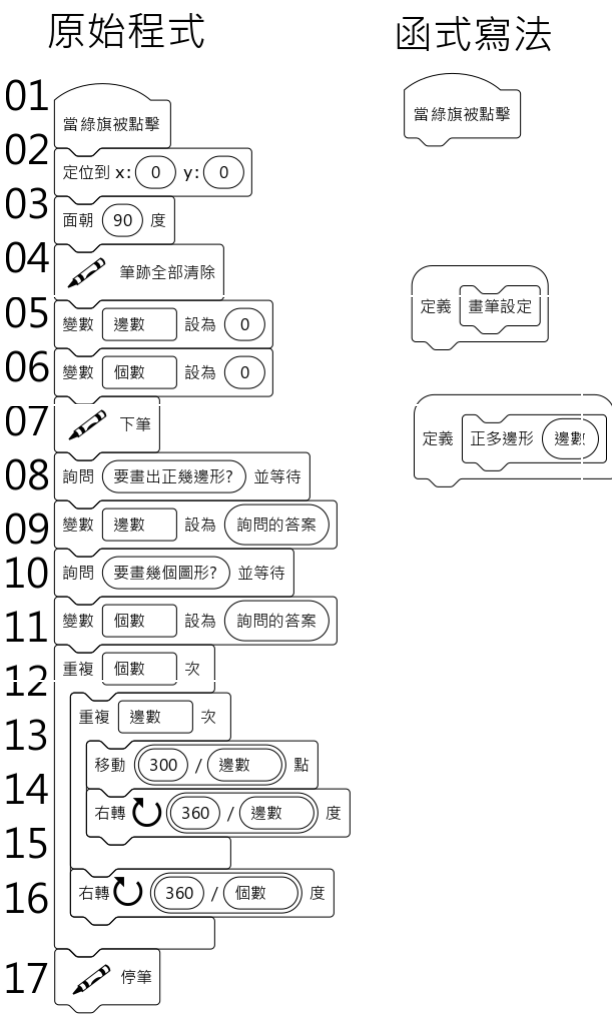 原始程式
函式寫法
01 當綠旗被點擊
02 定位到 x: 0 y: 0
03 面朝 90 度
04 筆跡全部清除
05 變數 邊數 設為 0
06 變數 個數 設為 0
07 下筆
08 詢問 要畫出正幾邊形? 並等待
09 變數 邊數 設為 詢問的答案
10 詢問 要畫幾個圖形? 並等待
11 變數 個數 設為 詢問的答案
12 重複 個數 次
13 重複 邊數 次
14 移動 300 / 邊數 點
15 右轉 360 / 邊數 度
16 右轉 360 / 個數 度
17 停筆
當綠旗被點擊
定義 畫筆設定
定義 正多邊形 邊數